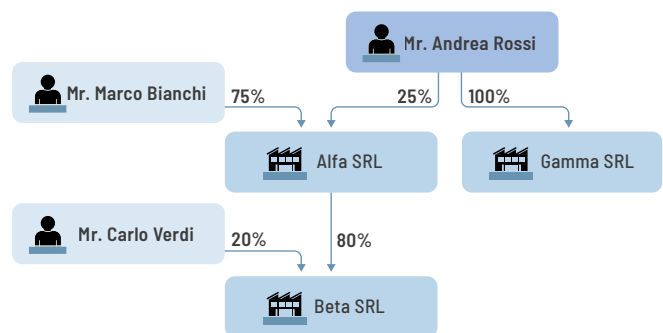 Mr. Andrea Rossi
Mr. Marco Bianchi
75%
25%
100%
Alfa SRL
Gamma SRL
Mr. Carlo Verdi
20%
80%
Beta SRL